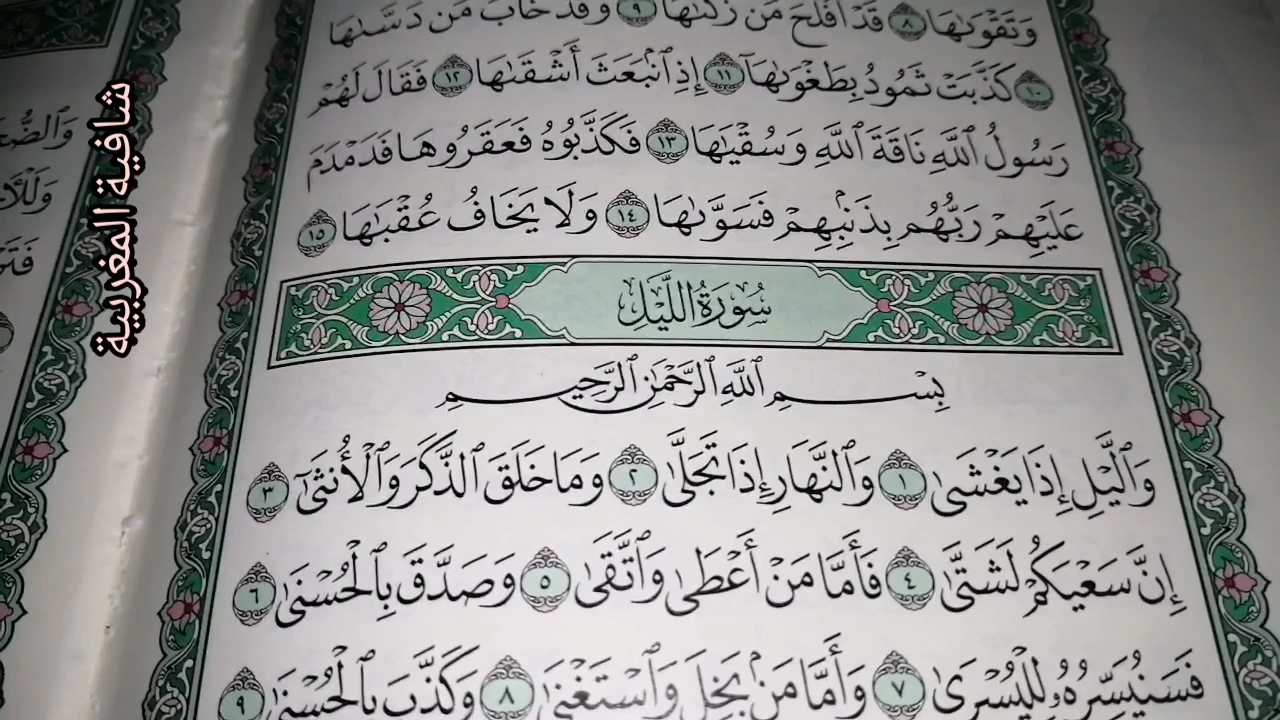 وَتَقْوَىٰهَا ٨ قَدْ أَفْلَحَ مَن زَكَّىٰهَا ٩ وَقَدْ خَابَ مَن دَسَّىٰهَا
١٠ كَذَّبَتْ ثَمُودُ بِطَغْوَىٰهَآ ١١ إِذِ ٱنۢبَعَثَ أَشْقَىٰهَا ١٢ فَقَالَ لَهُمْ
رَسُولُ ٱللَّهِ نَاقَةَ ٱللَّهِ وَسُقْيَـٰهَا ١٣ فَكَذَّبُوهُ فَعَقَرُوهَا فَدَمْدَمَ
عَلَيْهِمْ رَبُّهُم بِذَنۢبِهِمْ فَسَوَّىٰهَا ١٤ وَلَا يَخَافُ عُقْبَـٰهَا ١٥
سُورَةُ اللَّيْلِ
بِسْمِ ٱللَّهِ ٱلرَّحْمَـٰنِ ٱلرَّحِيمِ
وَٱلَّيْلِ إِذَا يَغْشَىٰ ١ وَٱلنَّهَارِ إِذَا تَجَلَّىٰ ٢ وَمَا خَلَقَ ٱلذَّكَرَ وَٱلْأُنثَىٰٓ ٣
إِنَّ سَعْيَكُمْ لَشَتَّىٰ ٤ فَأَمَّا مَنْ أَعْطَىٰ وَٱتَّقَىٰ ٥ وَصَدَّقَ بِٱلْحُسْنَىٰ ٦
فَسَنُيَسِّرُهُۥ لِلْيُسْرَىٰ ٧ وَأَمَّا مَنۢ بَخِلَ وَٱسْتَغْنَىٰ ٨ وَكَذَّبَ بِٱلْحُسْنَىٰ ٩
شافية المغربية